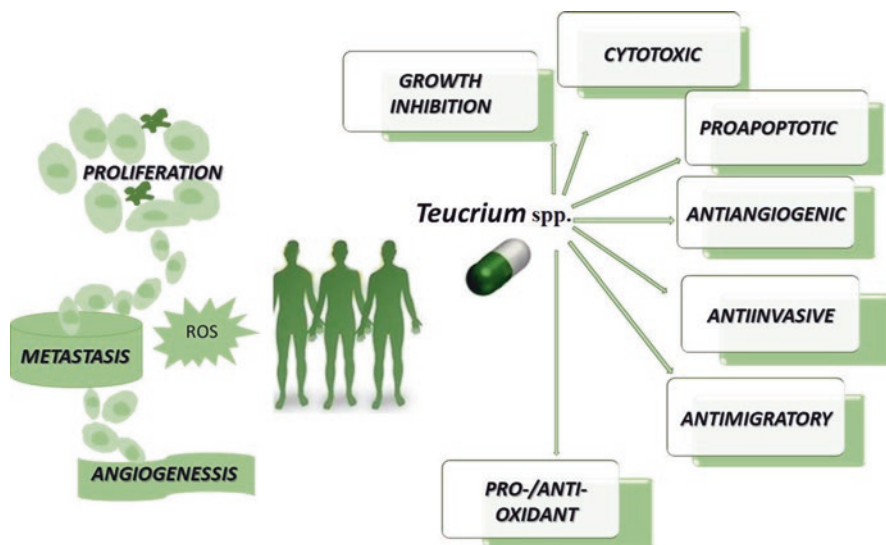 PROLIFERATION
METASTASIS
ROS
ANGIOGENESSIS
Teucrium spp.
GROWTH
INHIBITION
CYTOTOXIC
PROAPOPTOTIC
ANTIANGIOGENIC
ANTIINVASIVE
ANTIMIGRATORY
PRO-/ANTI-
OXIDANT